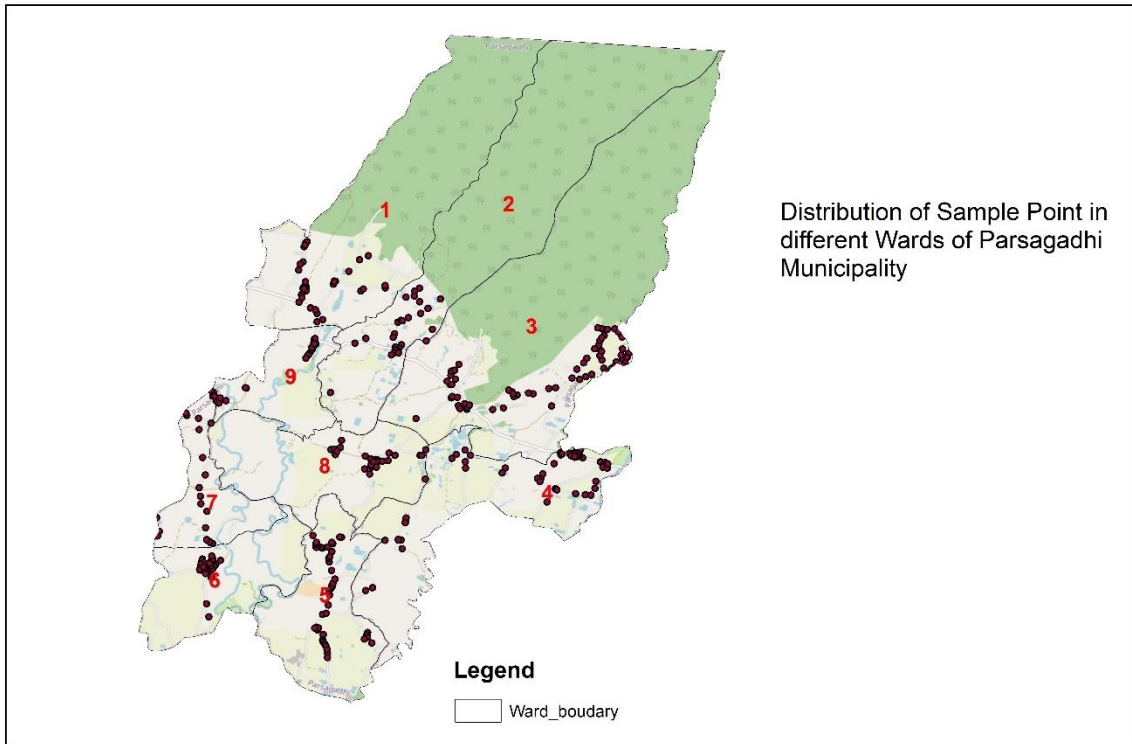 Parsagadhi
1
2
3
Distribution of Sample Point in
different Wards of Parsagadhi
Municipality
9
8
7
4
6
5
Parsagadhi
Legend
Ward_boudary